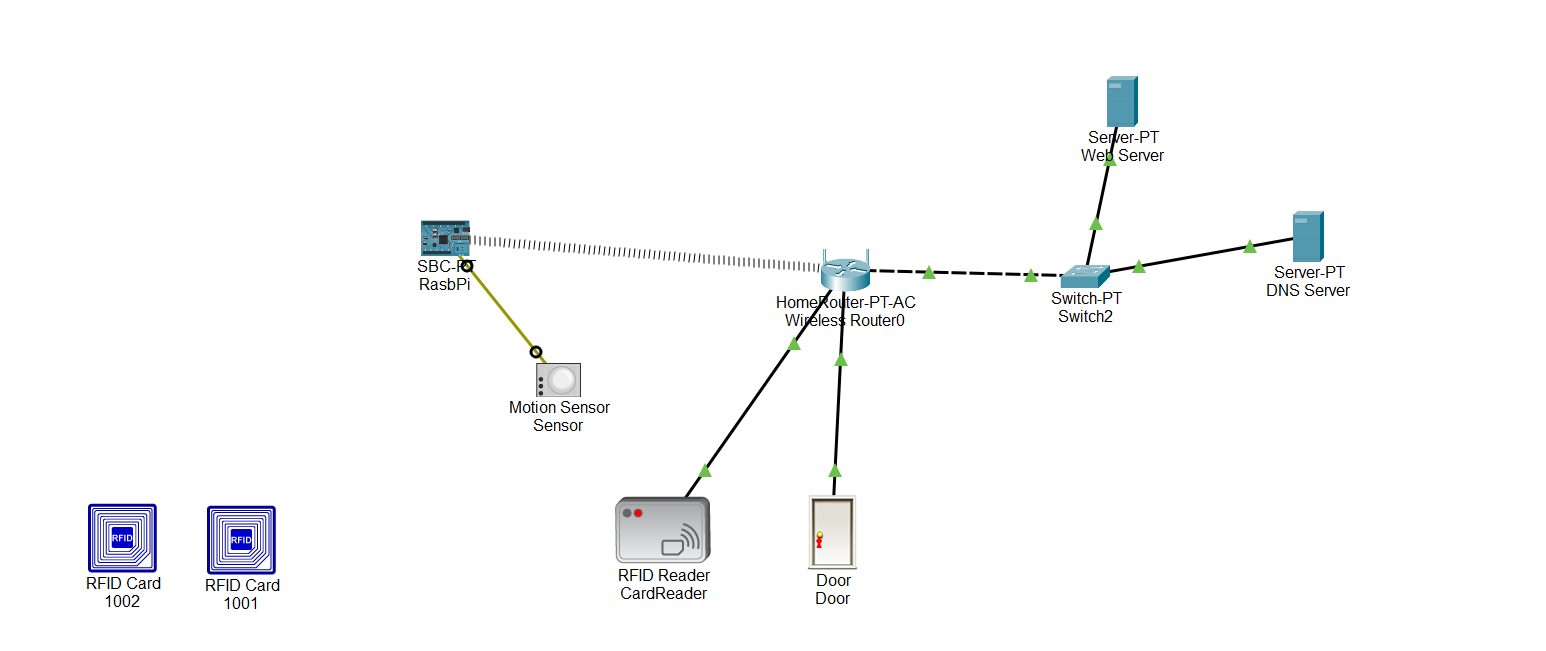 Server-PT
Web Server
SBC-PT
RasbPi
Server-PT
DNS Server
HomeRouter-PT-AC
Wireless Router0
Switch-PT
Switch2
Motion Sensor
Sensor
RFID
RFID
RFID Card
1002
RFID Card
1001
RFID Reader
CardReader
Door
Door